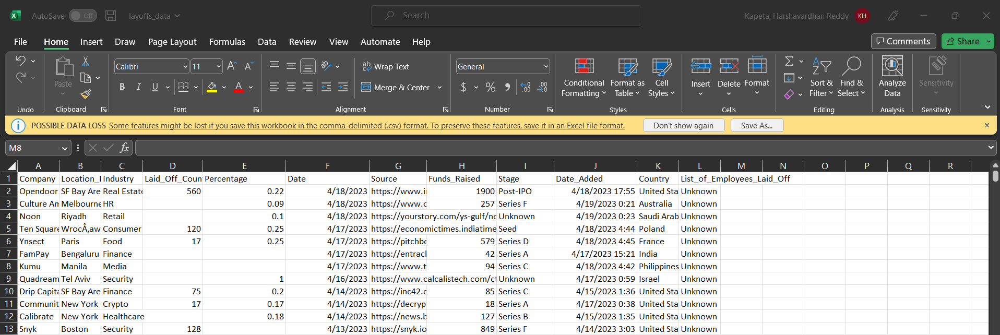 AutoSave Off layoffs_data Search Kapeta, Harshavardhan Reddy KH
File Home Insert Draw Page Layout Formulas Data Review View Automate Help Comments Share
Calibri 11 A A Wrap Text General
Paste B I U A Merge & Center $ % , .00 .00
Conditional Formatting Format as Table Cell Styles Insert Delete Format Sort & Filter Find & Select Analyze Data Sensitivity
Undo Clipboard Font Alignment Number Styles Cells Editing Analysis Sensitivity
POSSIBLE DATA LOSS Some features might be lost if you save this workbook in the comma-delimited (.csv) format. To preserve these features, save it in an Excel file format. Don't show again Save As...
M8 fx
A B C D E F G H I J K L M N O P Q R
1 Company Location_ Industry Laid_Off_Coun Percentage Date Source Funds_Raised Stage Date_Added Country List_of_Employees_Laid_Off
2 Opendoor SF Bay Are Real Estate 560 0.22 4/18/2023 https://www.i 1900 Post-IPO 4/18/2023 17:55 United Sta Unknown
3 Culture Am Melbourne HR 0.09 4/18/2023 https://www.c 257 Series F 4/19/2023 0:21 Australia Unknown
4 Noon Riyadh Retail 0.1 4/18/2023 https://yourstory.com/ys-gulf/nc Unknown 4/19/2023 0:23 Saudi Arab Unknown
5 Ten Square WrocÅ‚aw Consumer 120 0.25 4/17/2023 https://economictimes.indiatime Seed 4/18/2023 4:44 Poland Unknown
6 Ynsect Paris Food 17 0.25 4/17/2023 https://pitchbo 579 Series D 4/18/2023 4:45 France Unknown
7 FamPay Bengaluru Finance 4/17/2023 https://entracl 42 Series A 4/17/2023 15:21 India Unknown
8 Kumu Manila Media 4/17/2023 https://www.t 94 Series C 4/18/2023 4:42 Philippines Unknown
9 Quadream Tel Aviv Security 1 4/16/2023 https://www.calcalistech.com/ct Unknown 4/17/2023 0:59 Israel Unknown
10 Drip Capita SF Bay Are Finance 75 0.2 4/14/2023 https://inc42.c 85 Series C 4/15/2023 1:36 United Sta Unknown
11 Communit New York Crypto 17 0.17 4/14/2023 https://decryp 18 Series A 4/17/2023 0:38 United Sta Unknown
12 Calibrate New York Healthcare 0.18 4/14/2023 https://news.b 127 Series B 4/15/2023 1:35 United Sta Unknown
13 Snyk Boston Security 128 4/13/2023 https://snyk.io 849 Series F 4/14/2023 3:03 United Sta Unknown